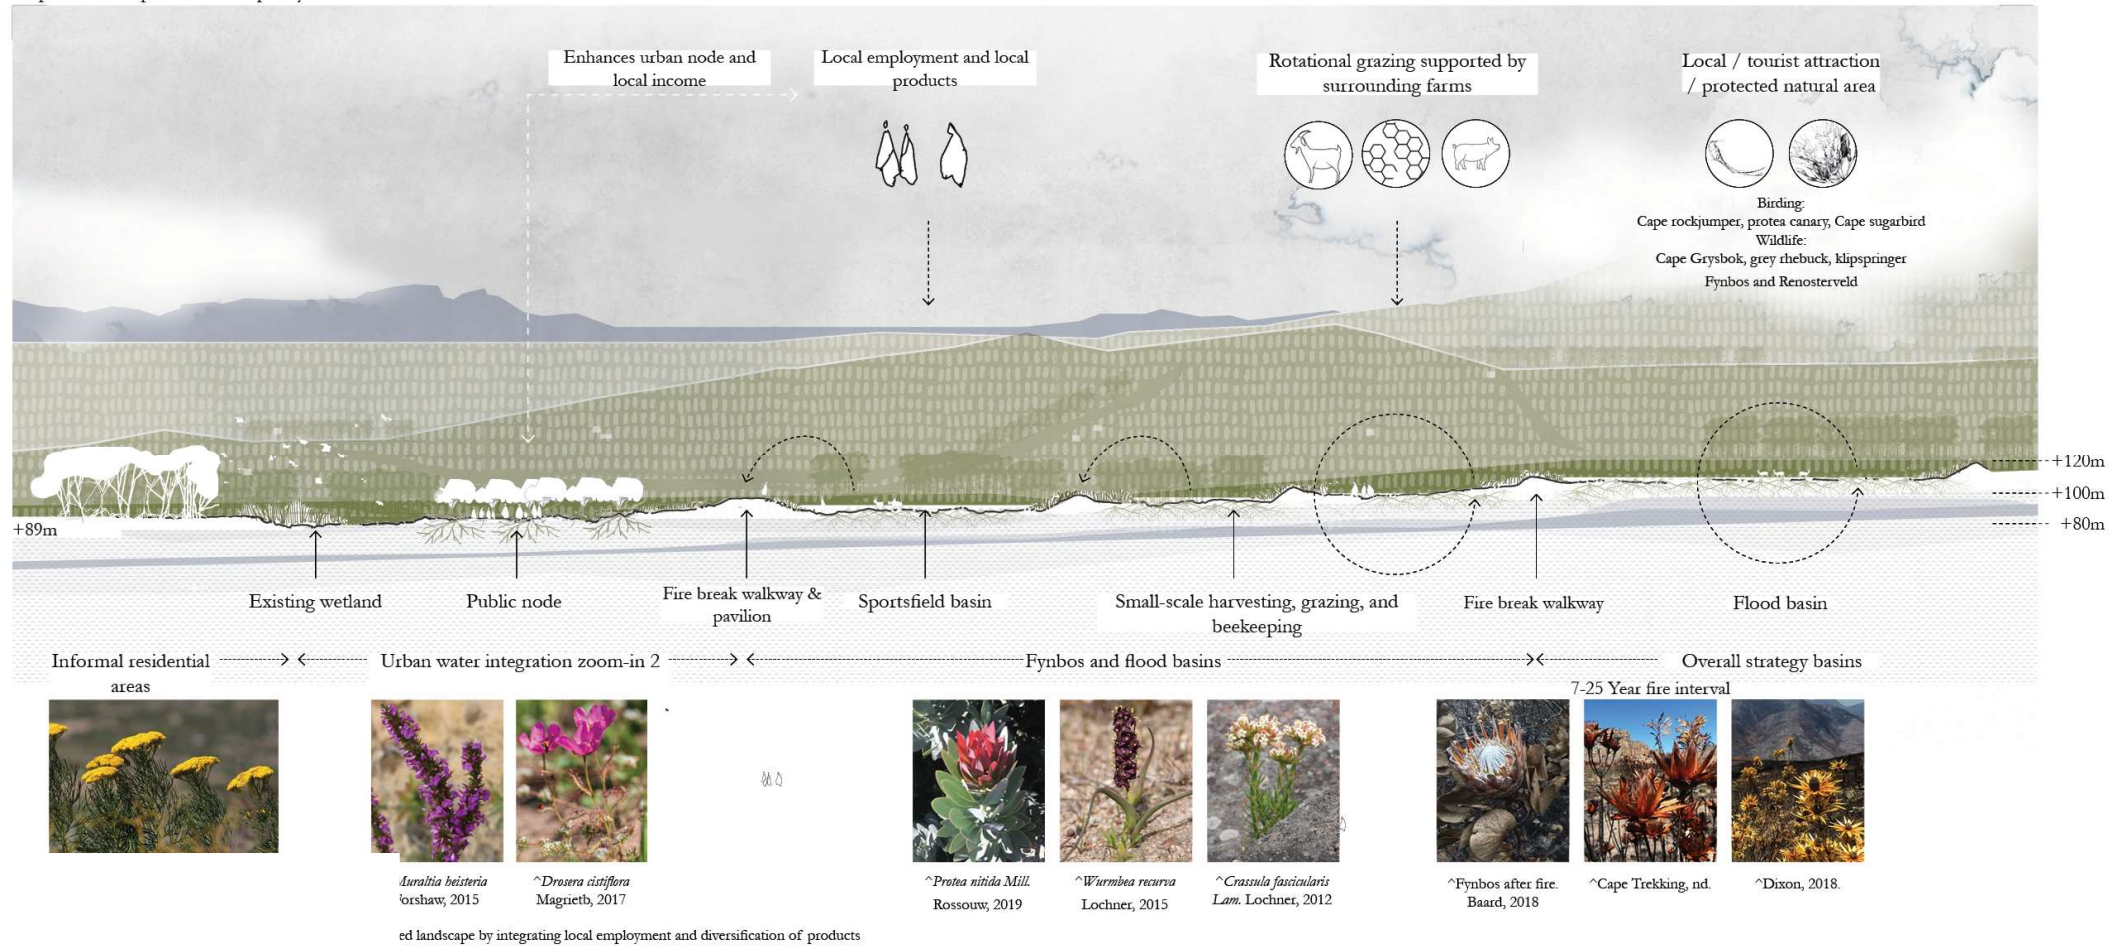 Enhances urban node and
local income
Local employment and local
products
Rotational grazing supported by
surrounding farms
Local / tourist attraction
/ protected natural area
Birding:
Cape rockjumper, protea canary, Cape sugarbird
Wildlife:
Cape Grysbok, grey rhebuck, klipspringer
Fynbos and Renosterveld
+120m
+100m
+80m
+89m
Existing wetland
Public node
Fire break walkway &
pavilion
Sportsfield basin
Small-scale harvesting, grazing, and
beekeeping
Fire break walkway
Flood basin
Informal residential
areas
Urban water integration zoom-in 2
Fynbos and flood basins
Overall strategy basins
7-25 Year fire interval
heisteria
2015
^Drosera cistiflora
Magrietb, 2017
^Protea nitida Mill.
Rossouw, 2019
^Wurmbea recurva
Lochner, 2015
^Crassula fascicularis
Lam. Lochner, 2012
^Fynbos after fire.
Baard, 2018
^Cape Trekking, nd.
^Dixon, 2018.
landscape by integrating local employment and diversification of products